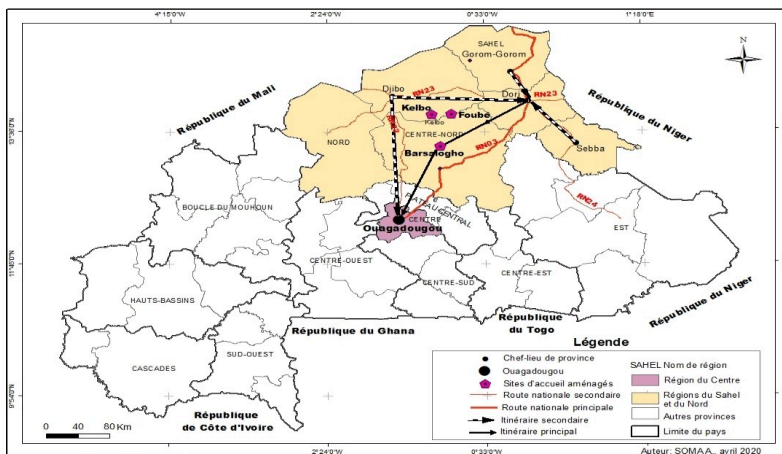 4°15'0"W
2°24'0"W
0°33'0"W
1°18'0"E
N
SAHEL
Gorom-Gorom
République du Mali
RN23
Djibo
Dori
RN23
République du Niger
13°36'0"N
Kelbo
Foubé
Kelbo
CENTRE-NORD
NORD
Barsalogho
RN03
Sebba
BOUCLE DU MOUHOUN
PLATEAU CENTRAL
RN24
CENTRE
Ouagadougou
EST
11°45'0"N
CENTRE-OUEST
CENTRE-EST
CENTRE-SUD
HAUTS-BASSINS
République du Niger
République du Ghana
République
du Togo
SUD-OUEST
CASCADES
9°54'0"N
République
de Côte d'Ivoire
Légende
Chef-lieu de province
Ouagadougou
Sites d'accueil aménagés
Route nationale secondaire
Route nationale principale
Itinéraire secondaire
Itinéraire principal
SAHEL Nom de région
Région du Centre
Régions du Sahel
et du Nord
Autres provinces
Limite du pays
0 20 40 80 Km
2°24'0"W
0°33'0"W
Auteur: SOMA A., avril 2020